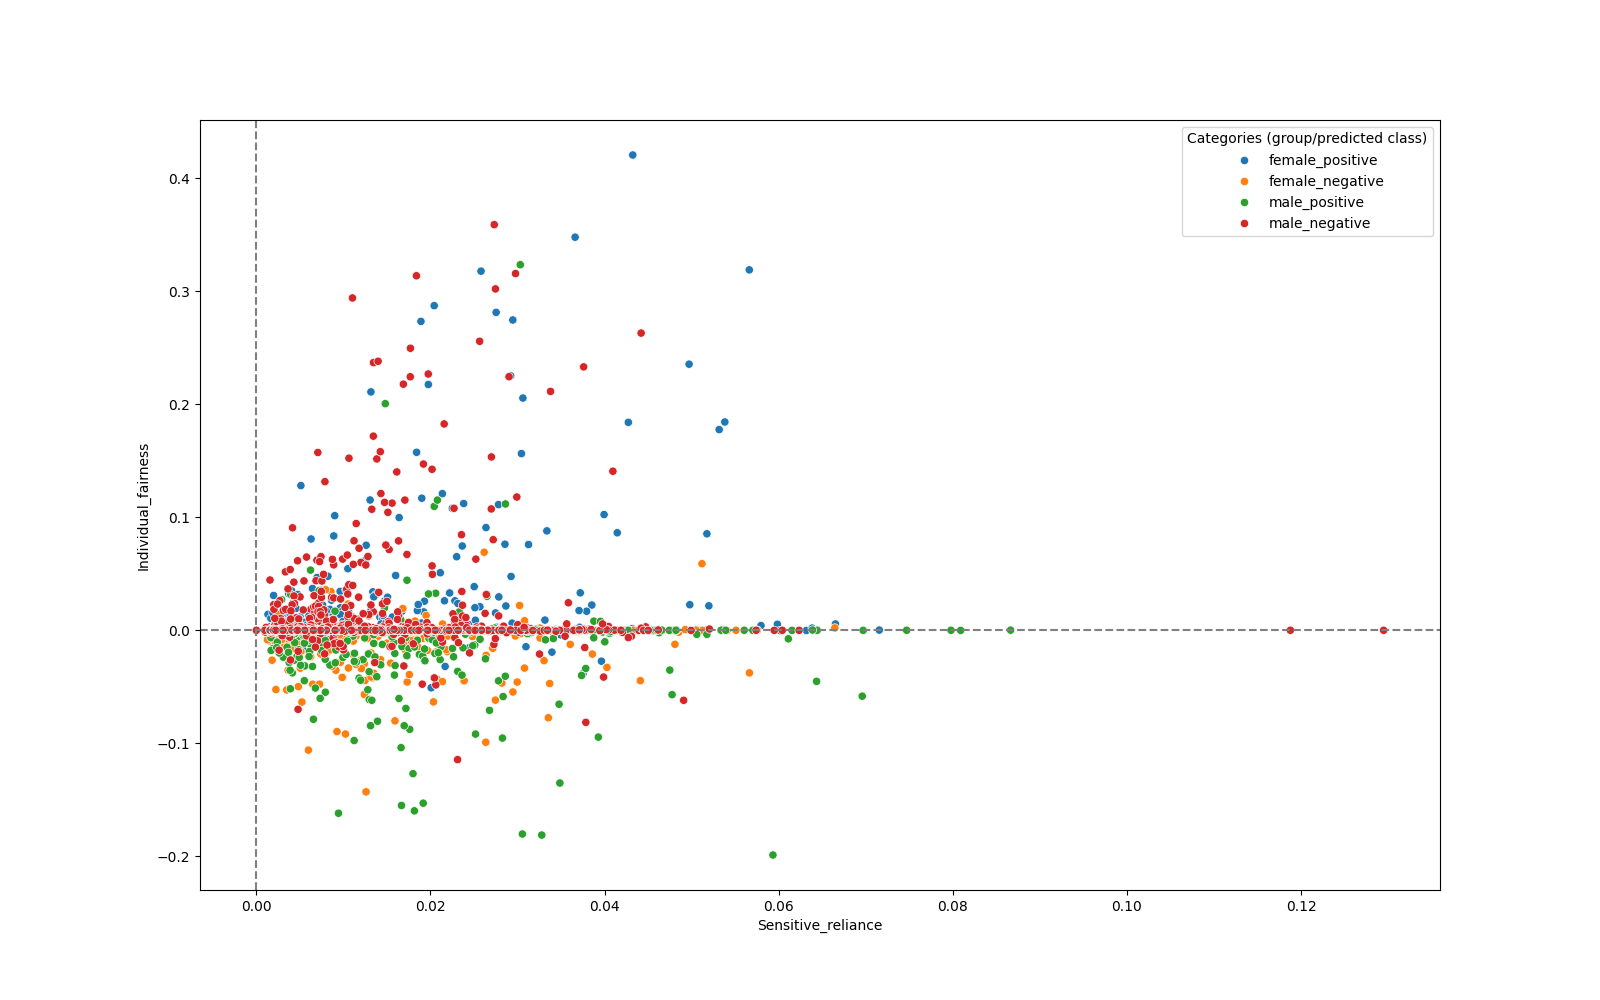 Categories (group/predicted class)
female_positive
female_negative
male_positive
male_negative
0.4
0.3
0.2
0.1
0.0
−0.1
−0.2
Individual_fairness
0.00 0.02 0.04 0.06 0.08 0.10 0.12
Sensitive_reliance